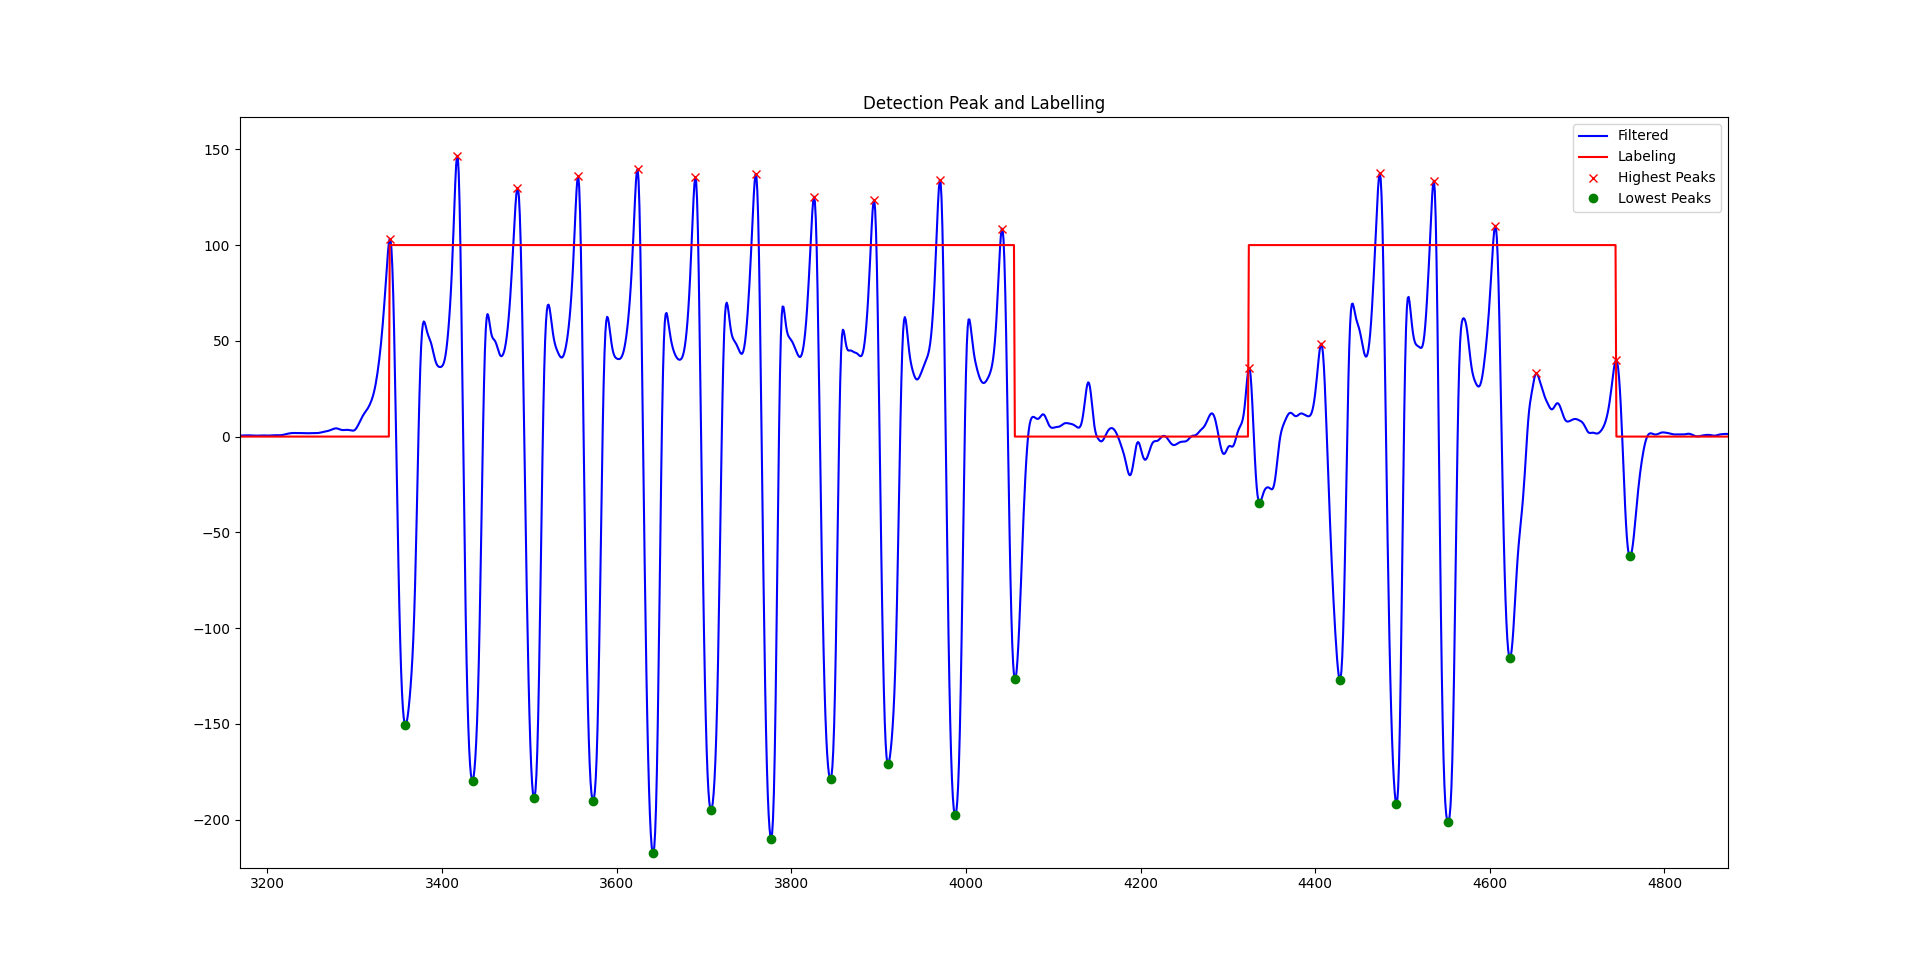 Detection Peak and Labelling
Filtered
Labeling
Highest Peaks
Lowest Peaks
150
100
50
0
−50
−100
−150
−200
3200 3400 3600 3800 4000 4200 4400 4600 4800